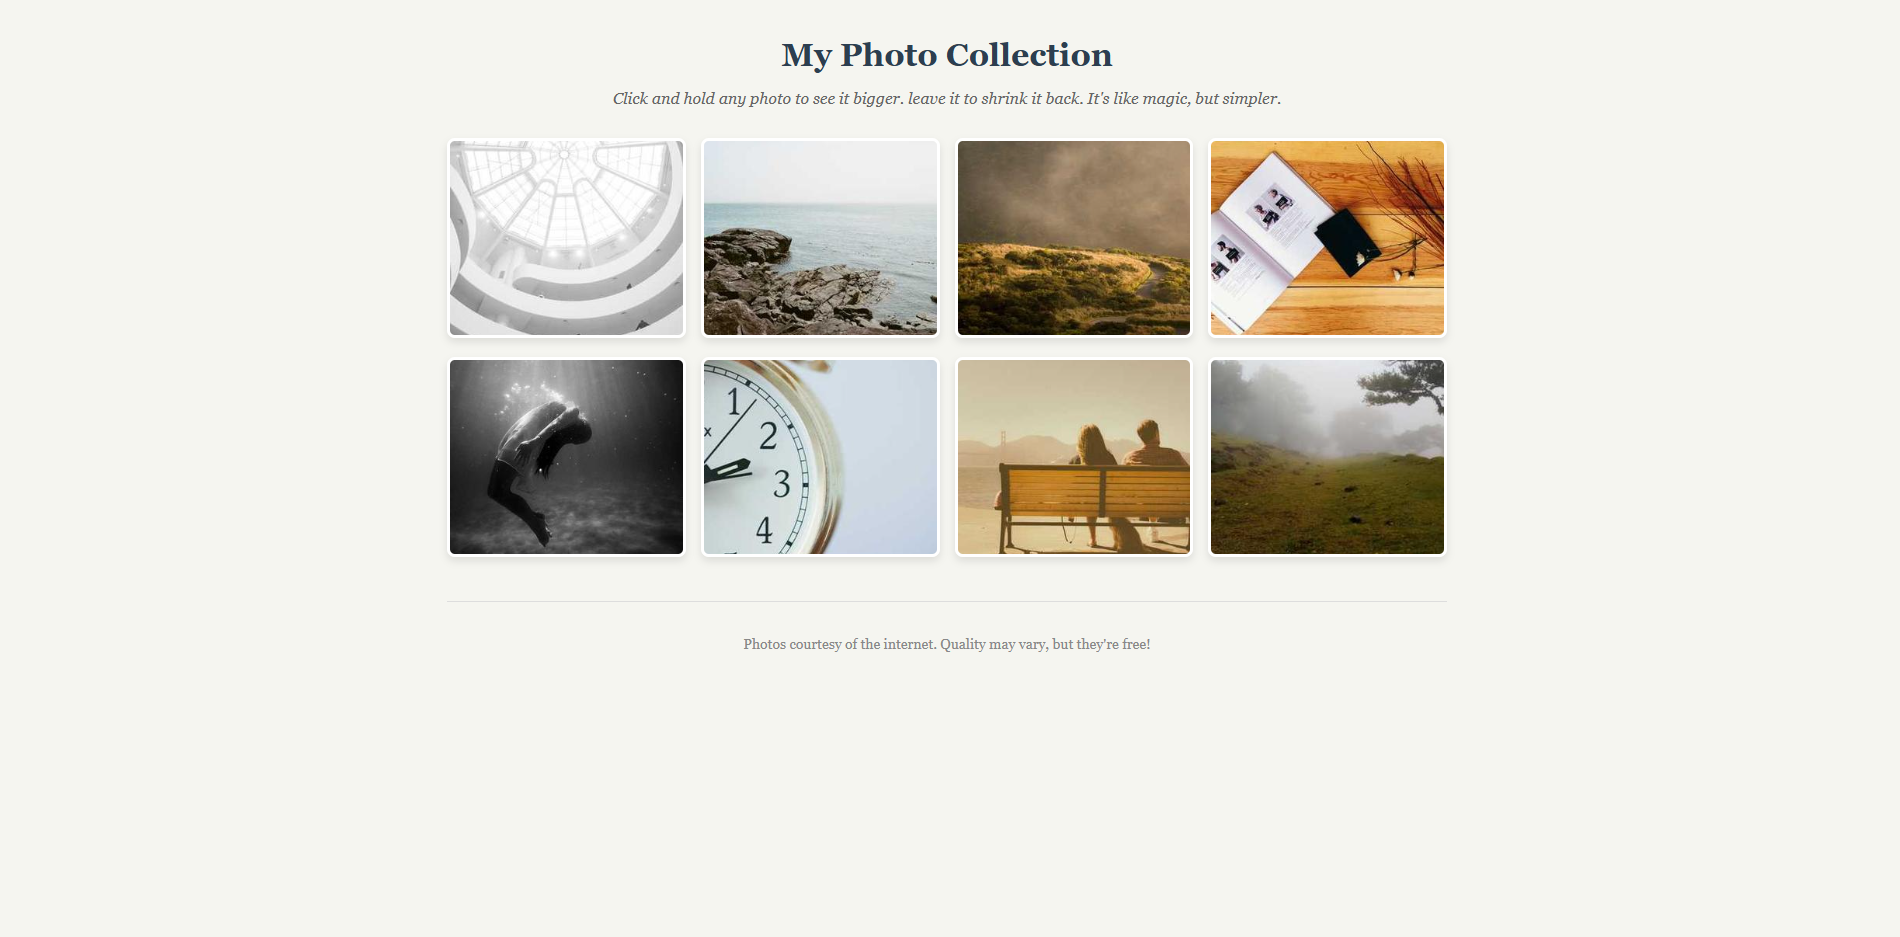 My Photo Collection
Click and hold any photo to see it bigger. leave it to shrink it back. It's like magic, but simpler.
1
x
2
3
4
Photos courtesy of the internet. Quality may vary, but they're free!